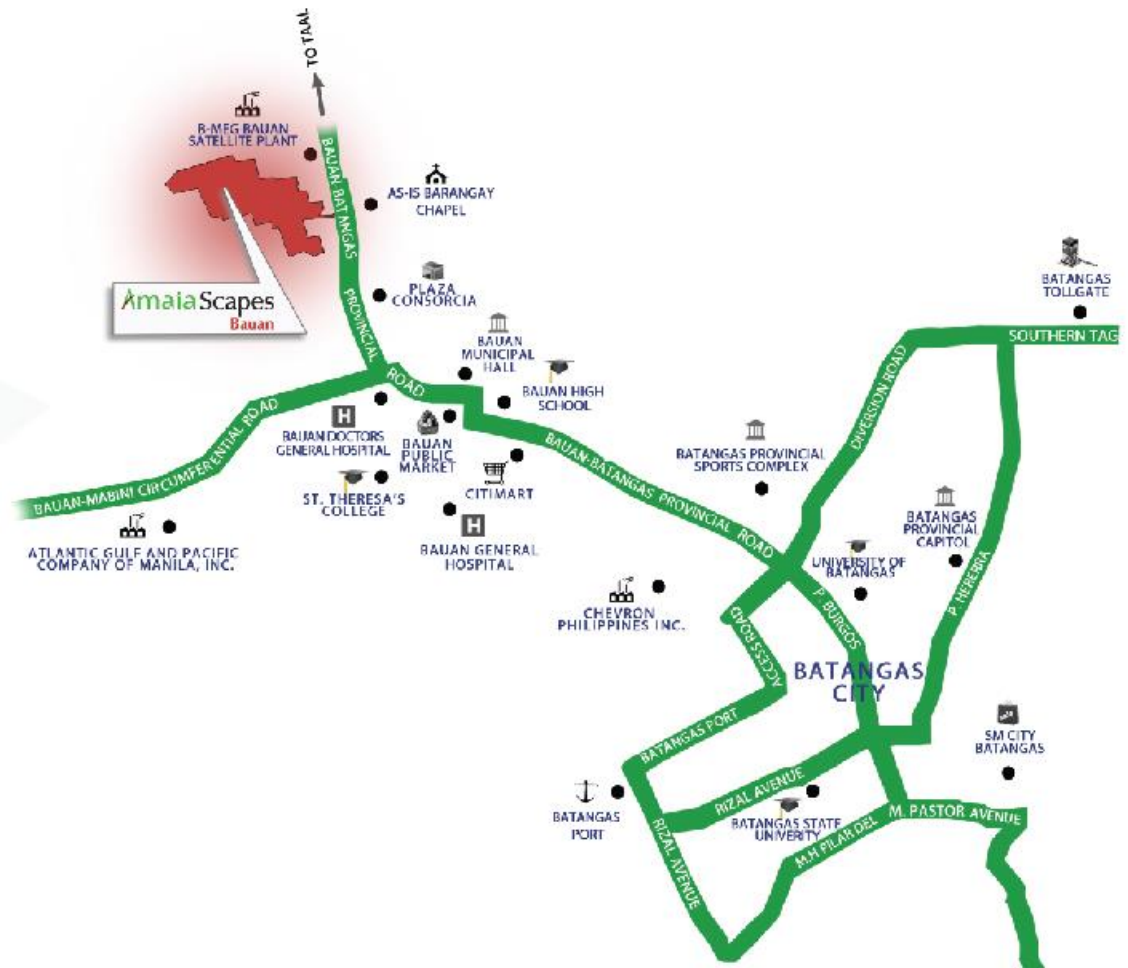 TO TAAL
B-MEG BAUAN
SATELLITE PLANT
BAUAN-BATANGAS
PROVINCIAL
ROAD
AS-IS BARANGAY
CHAPEL
AmaiaScapes
Bauan
PLAZA
CONSORCIA
BAUAN
MUNICIPAL
HALL
BAUAN HIGH
SCHOOL
BATANGAS
TOLLGATE
SOUTHERN TAG
DIVERSION ROAD
BAUAN-MABINI CIRCUMFERENTIAL ROAD
BAUAN DOCTORS
GENERAL HOSPITAL
BAUAN
PUBLIC
MARKET
CITIMART
ST. THERESA'S
COLLEGE
BAUAN GENERAL
HOSPITAL
H
H
ATLANTIC GULF AND PACIFIC
COMPANY OF MANILA, INC.
BAUAN-BATANGAS PROVINCIAL ROAD
BATANGAS PROVINCIAL
SPORTS COMPLEX
BATANGAS
PROVINCIAL
CAPITOL
UNIVERSITY OF
BATANGAS
P. HERERRA
CHEVRON
PHILIPPINES INC.
P. BURGOS
ACCESS ROAD
BATANGAS
CITY
BATANGAS PORT
SM CITY
BATANGAS
RIZAL AVENUE
BATANGAS
PORT
RIZAL AVENUE
BATANGAS STATE
UNIVERITY
M.H PILAR DEL
M. PASTOR AVENUE